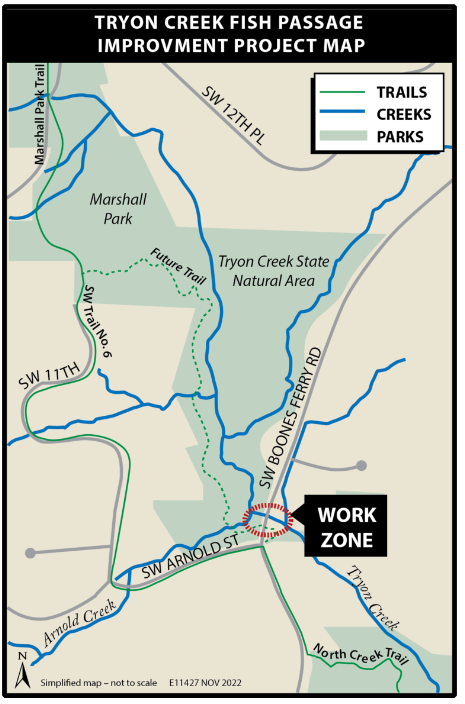 TRYON CREEK FISH PASSAGE
IMPROVMENT PROJECT MAP
Marshall Park Trail
SW 12TH PL
TRAILS
CREEKS
PARKS
Marshall
Park
Future Trail
Tryon Creek State
Natural Area
SW Trail No. 6
SW 11TH
SW BOONES FERRY RD
WORK
ZONE
SW ARNOLD ST
Tryon Creek
Arnold Creek
North Creek Trail
N
Simplified map – not to scale E11427 NOV 2022